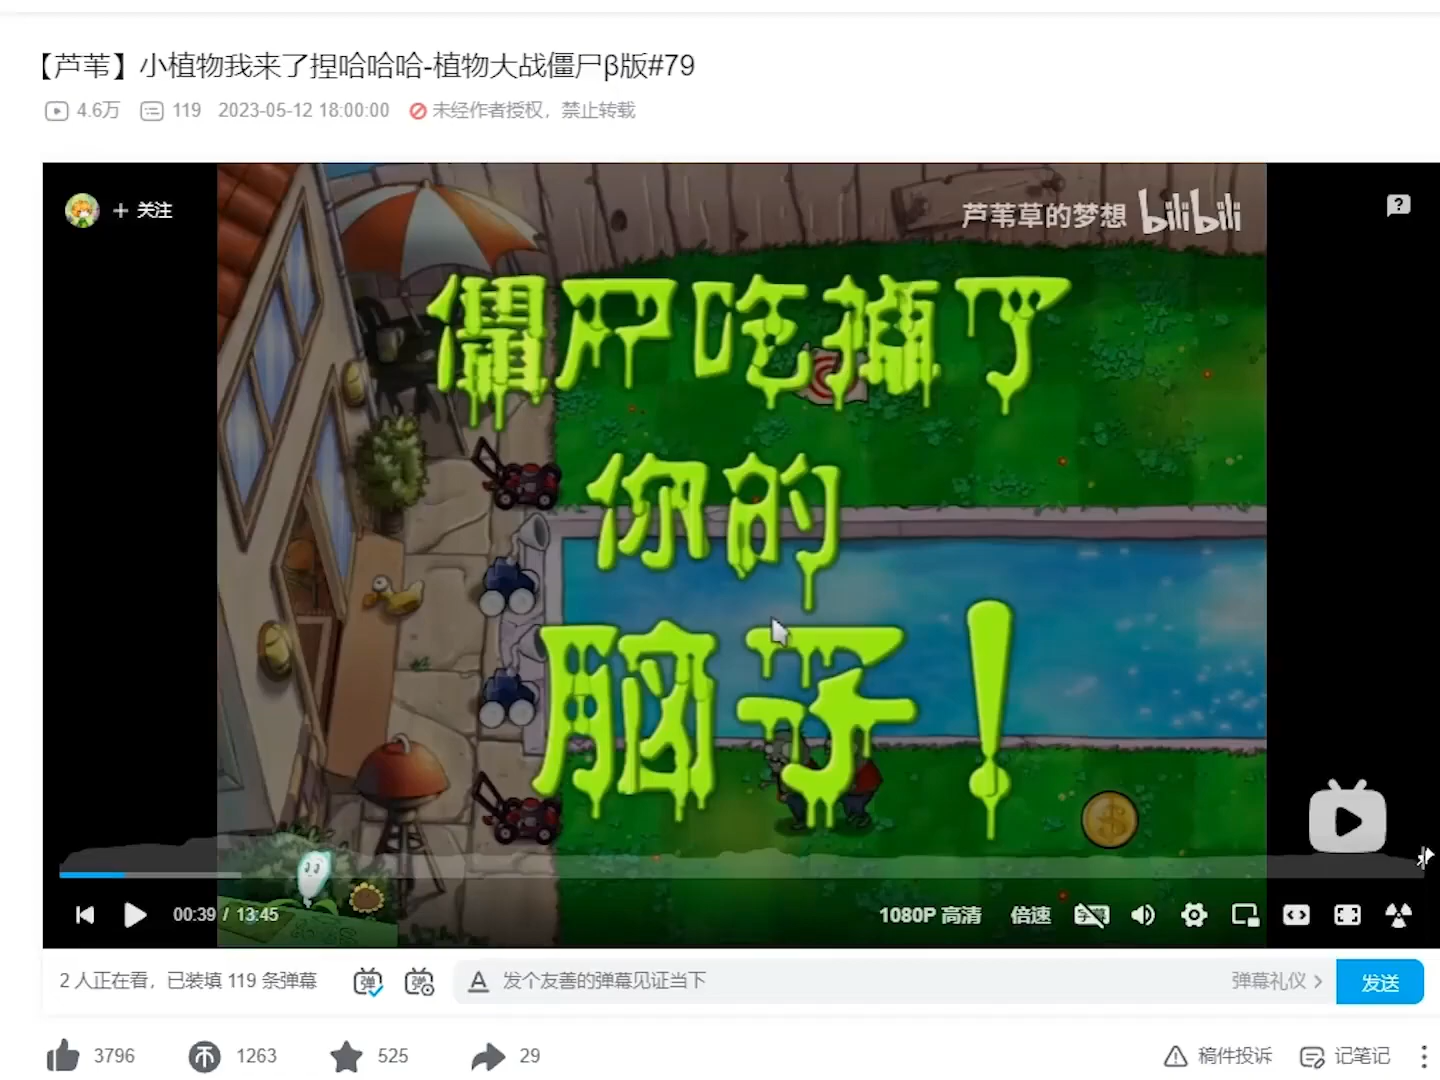 【芦苇】小植物我来了捏哈哈哈-植物大战僵尸β版#79
4.6万 119 2023-05-12 18:00:00 未经作者授权，禁止转载
+ 关注
芦苇草的梦想 bilibili
僵尸吃掉了
你的
脑子！
00:39 / 13:45 1080P 高清 倍速 字幕
2 人正在看，已装填 119 条弹幕 弹 弹 A 发个友善的弹幕见证当下 弹幕礼仪 > 发送
3796 1263 525 29 稿件投诉 记笔记